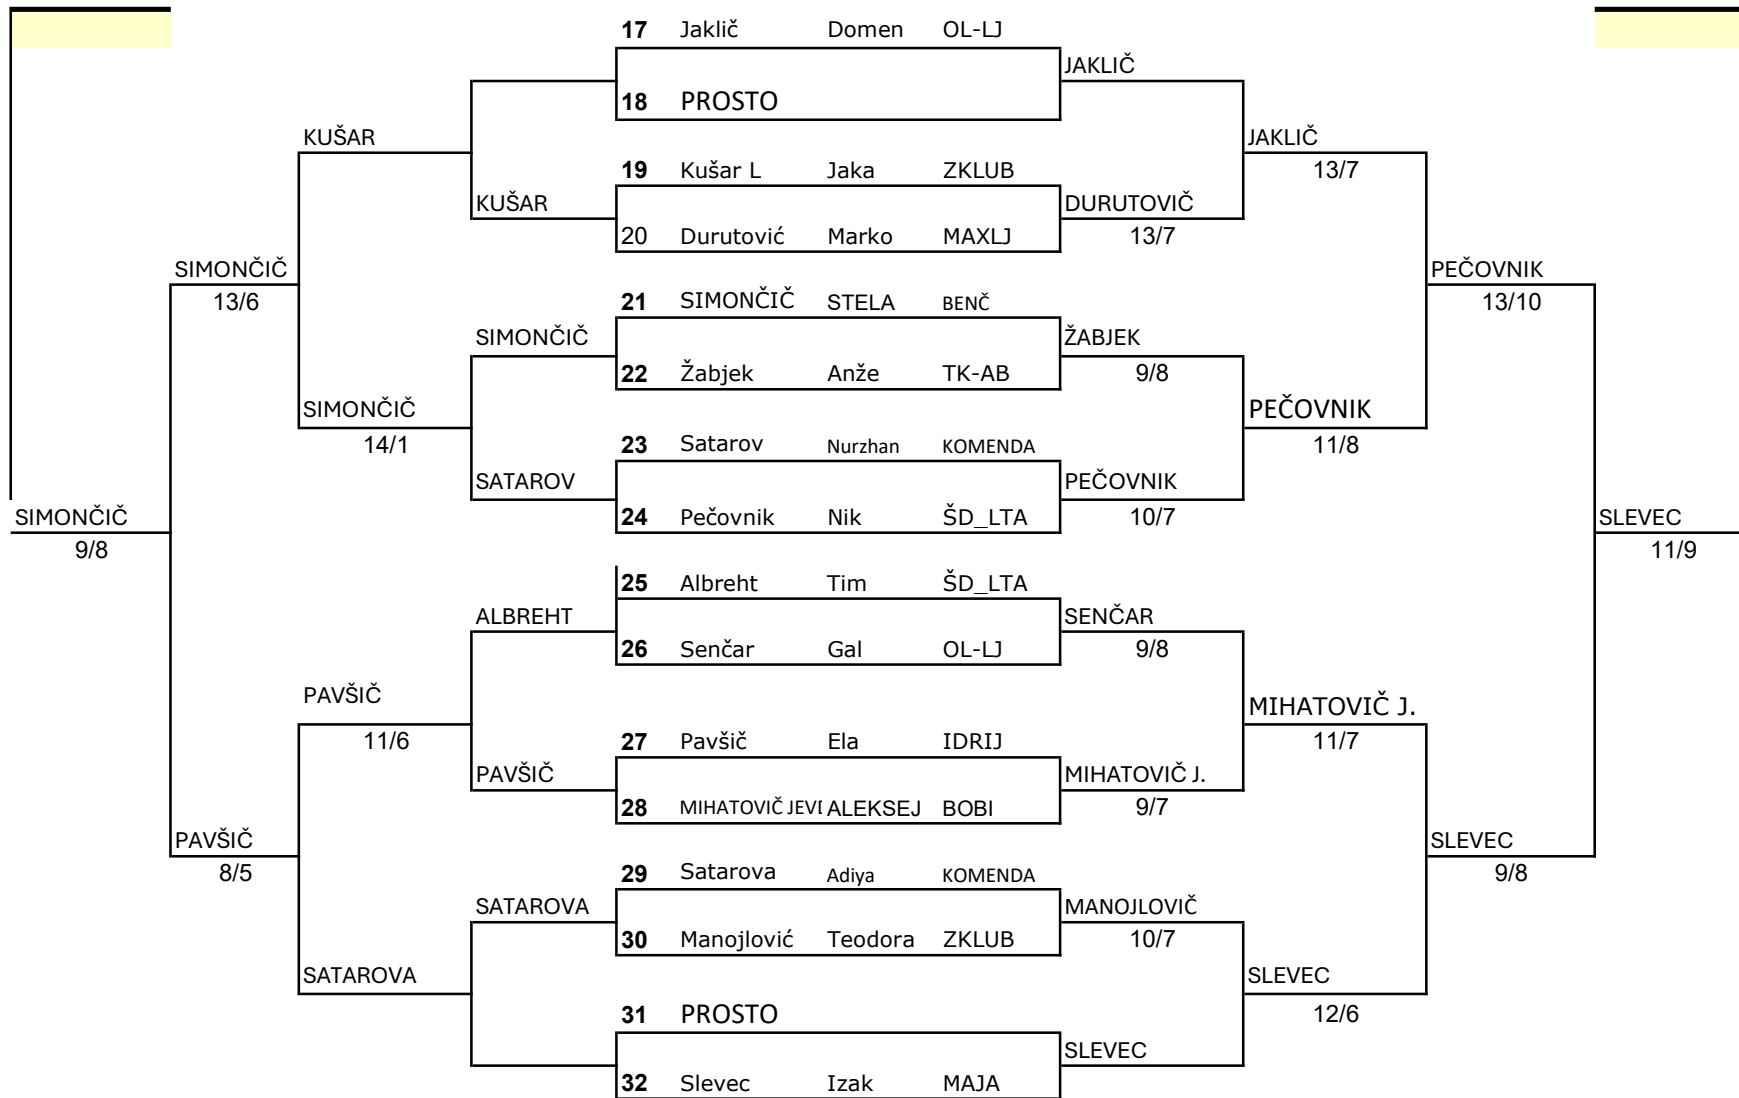 17 Jaklič Domen OL-LJ
JAKLIČ
18 PROSTO
KUŠAR JAKLIČ
19 Kušar L Jaka ZKLUB 13/7
KUŠAR DURUTOVIČ
20 Durutović Marko MAXLJ 13/7
SIMONČIČ PEČOVNIK
13/6 21 SIMONČIČ STELA BENČ 13/10
SIMONČIČ ŽABJEK
22 Žabjek Anže TK-AB 9/8
SIMONČIČ PEČOVNIK
14/1 23 Satarov Nurzhan KOMENDA 11/8
SATAROV PEČOVNIK
SIMONČIČ 24 Pečovnik Nik ŠD_LTA 10/7 SLEVEC
9/8 11/9
25 Albreht Tim ŠD_LTA
ALBREHT SENČAR
26 Senčar Gal OL-LJ 9/8
PAVŠIČ MIHATOVIČ J.
11/6 27 Pavšič Ela IDRIJ 11/7
PAVŠIČ MIHATOVIČ J.
28 MIHATOVIČ JEVI ALEKSEJ BOBI 9/7
PAVŠIČ SLEVEC
8/5 29 Satarova Adiya KOMENDA 9/8
SATAROVA MANOJLOVIČ
30 Manojlović Teodora ZKLUB 10/7
SATAROVA SLEVEC
31 PROSTO 12/6
SLEVEC
32 Slevec Izak MAJA